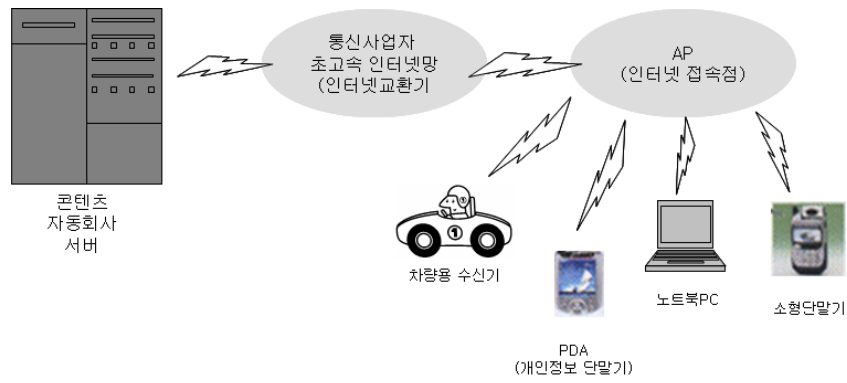 통신사업자
초고속 인터넷망
(인터넷교환기
AP
(인터넷 접속점)
콘텐츠
자동회사
서버
1
1
차량용 수신기
PDA
(개인정보 단말기)
노트북PC
소형단말기